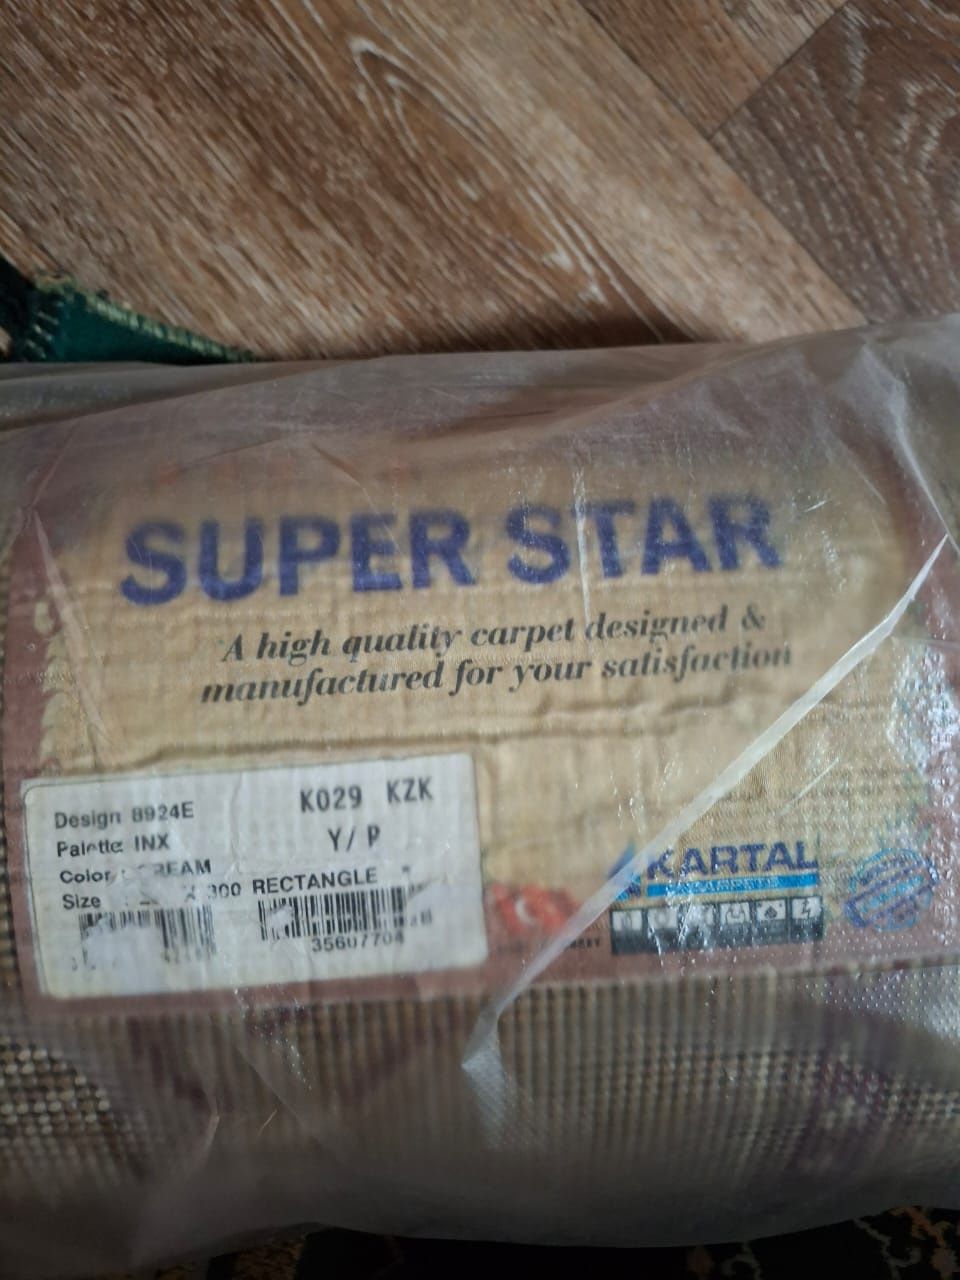 SUPER STAR
A high quality carpet designed &
manufactured for your satisfaction
Design 8924E K029 KZK
Palette INX Y/P
Color
Size X 300 RECTANGLE
35607704
KARTAL
CARPETS